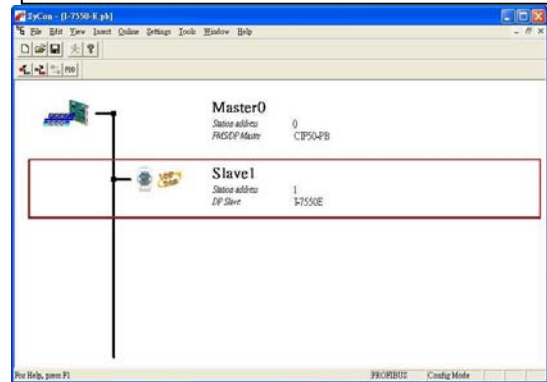 SyCon - [I-7550-E.pb]
File Edit View Insert Online Settings Tools Window Help
Master0
Station address 0
FMS/DP Master CIF50-PB
Slave1
Station address 1
DP Slave I-7550E
For Help, press F1 PROFIBUS Config Mode